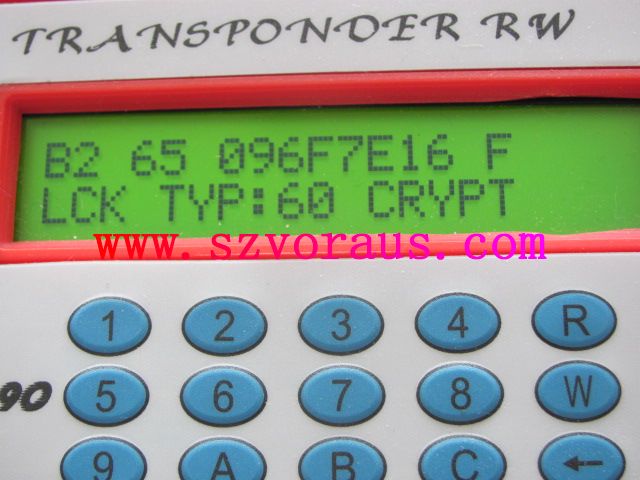 TRANSPONDER RW
B2 65 096F7E16 F
LCK TYP:60 CRYPT
www.szvoraus.com
1 2 3 4 R
90 5 6 7 8 W
9 A B C ←